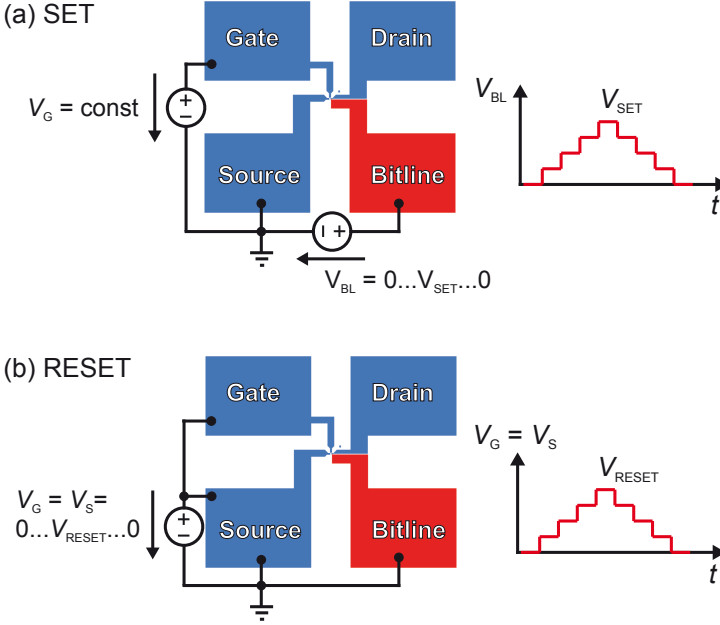 (a) SET
Gate
Drain
V_G = const
+
−
Source
Bitline
V_BL
V_SET
t
− +
V_BL = 0...V_SET...0
(b) RESET
Gate
Drain
V_G = V_S=
0...V_RESET...0
+
−
Source
Bitline
V_G = V_S
V_RESET
t